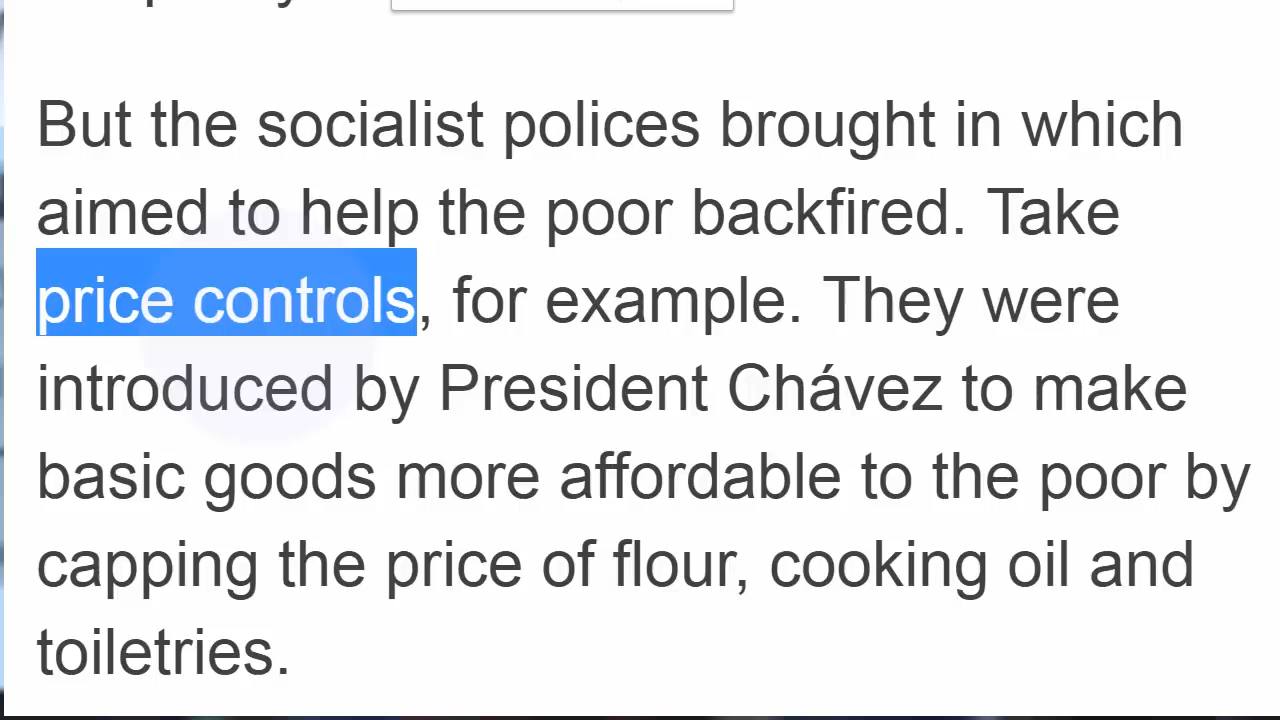 But the socialist polices brought in which
aimed to help the poor backfired. Take
price controls, for example. They were
introduced by President Chávez to make
basic goods more affordable to the poor by
capping the price of flour, cooking oil and
toiletries.